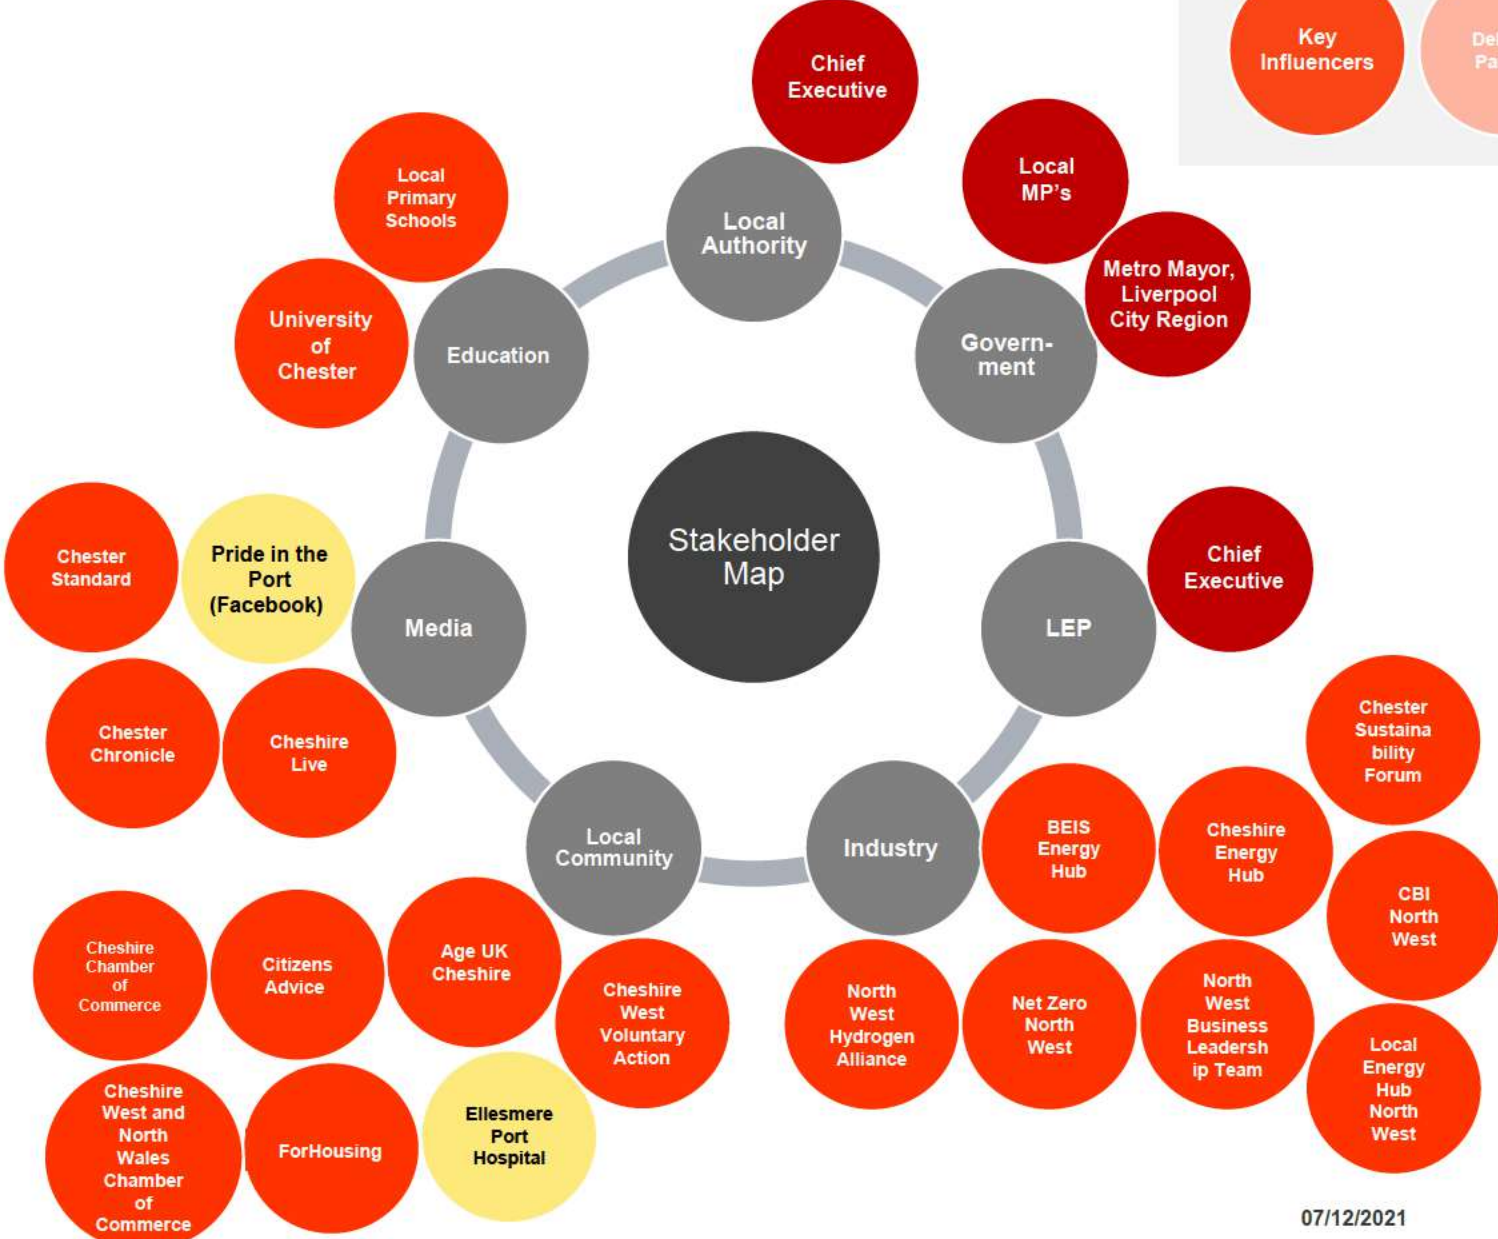 Key
Influencers
Chief
Executive
Local
MP’s
Metro Mayor,
Liverpool
City Region
Local
Primary
Schools
University
of
Chester
Local
Authority
Education
Govern-
ment
Stakeholder
Map
Chester
Standard
Pride in the
Port
(Facebook)
Media
Chester
Chronicle
Cheshire
Live
LEP
Chief
Executive
Local
Community
Industry
BEIS
Energy
Hub
Cheshire
Energy
Hub
Chester
Sustaina
bility
Forum
CBI
North
West
Cheshire
Chamber
of
Commerce
Citizens
Advice
Age UK
Cheshire
Cheshire
West
Voluntary
Action
North
West
Hydrogen
Alliance
Net Zero
North
West
North
West
Business
Leadersh
ip Team
Local
Energy
Hub
North
West
Cheshire
West and
North
Wales
Chamber
of
Commerce
ForHousing
Ellesmere
Port
Hospital
07/12/2021